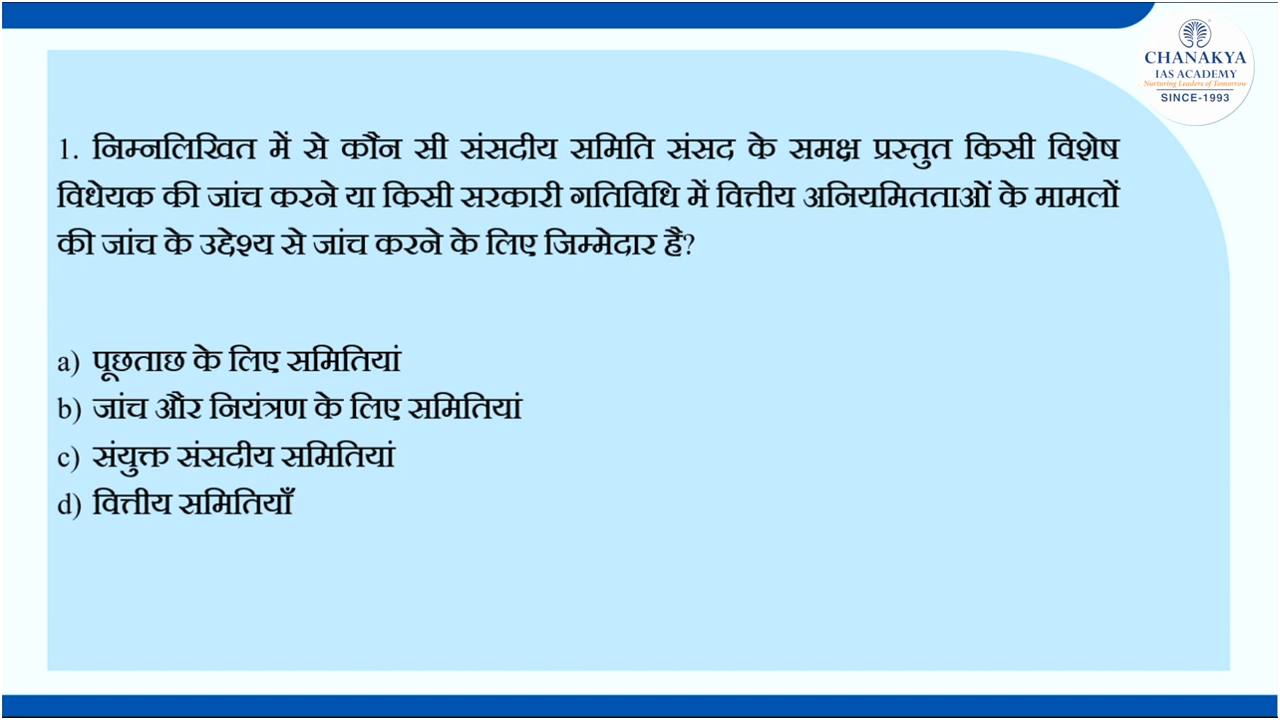 CHANAKYA
IAS ACADEMY
Nurturing Leaders of Tomorrow
SINCE-1993
1. निम्नलिखित में से कौन सी संसदीय समिति संसद के समक्ष प्रस्तुत किसी विशेष
विधेयक की जांच करने या किसी सरकारी गतिविधि में वित्तीय अनियमितताओं के मामलों
की जांच के उद्देश्य से जांच करने के लिए जिम्मेदार है?
a) पूछताछ के लिए समितियां
b) जांच और नियंत्रण के लिए समितियां
c) संयुक्त संसदीय समितियां
d) वित्तीय समितियाँ